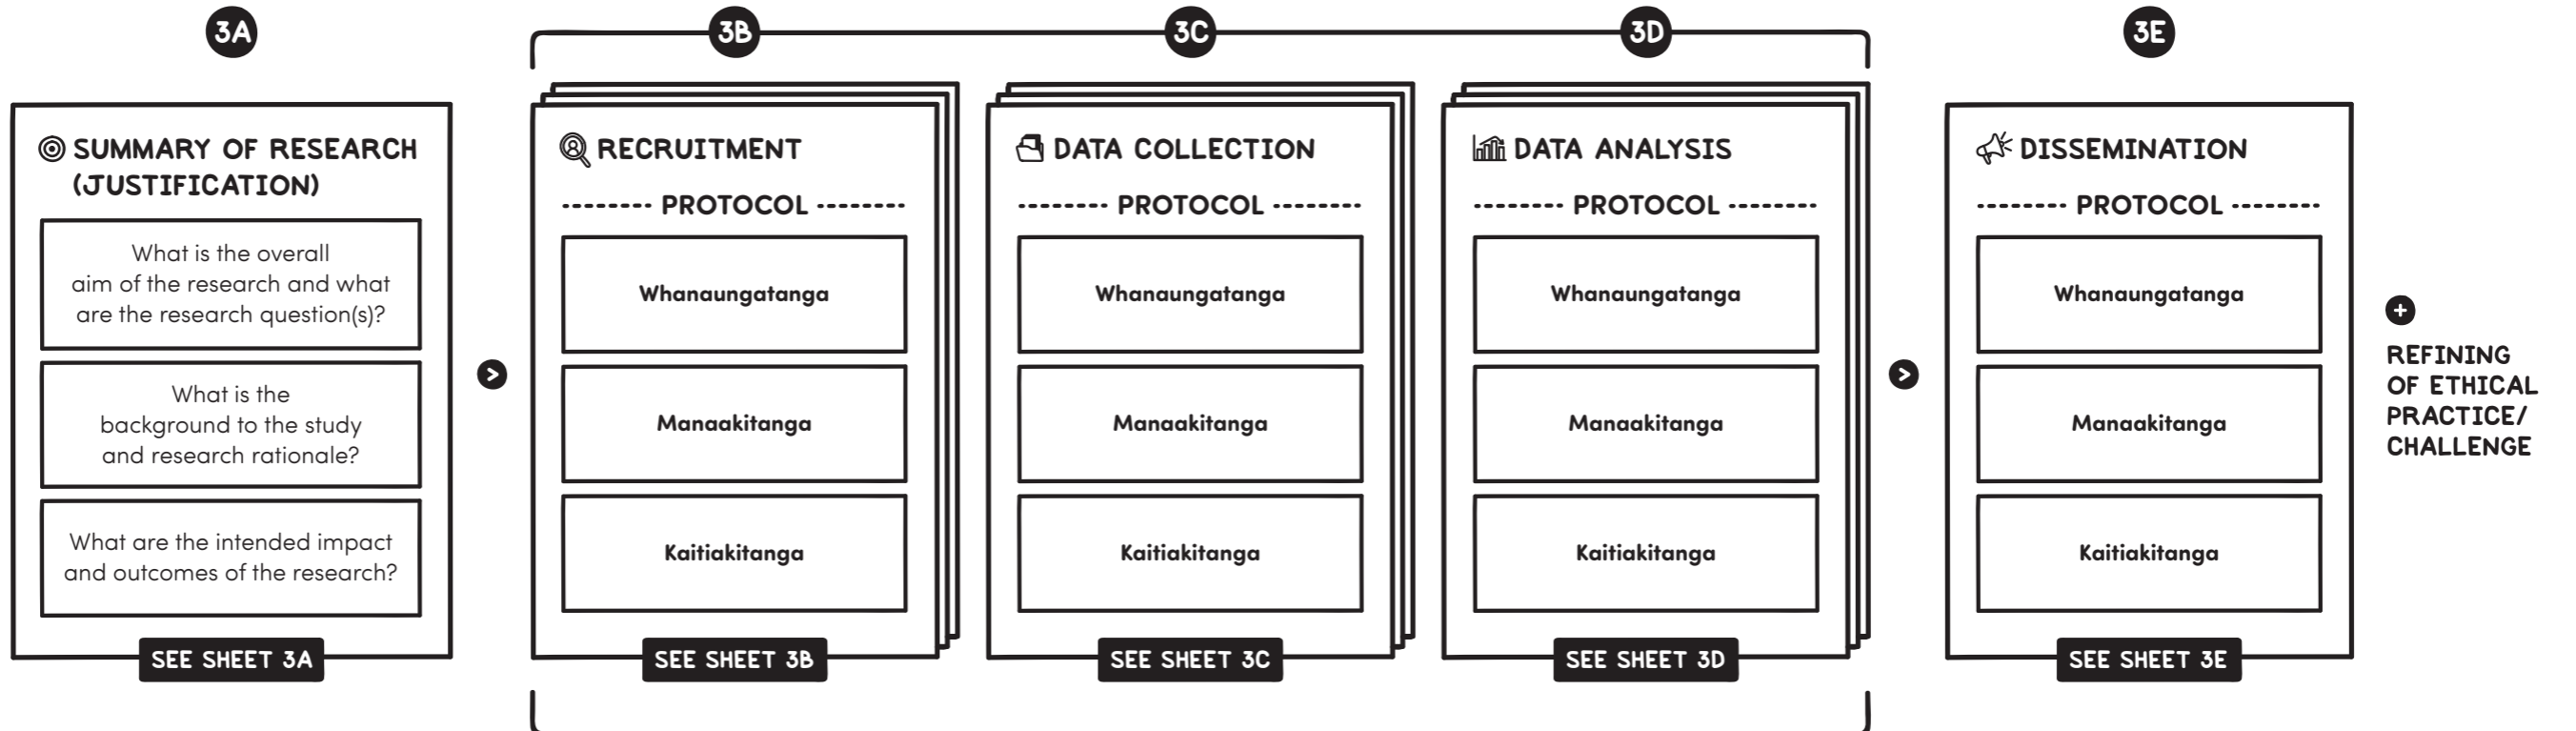 3A
SUMMARY OF RESEARCH
(JUSTIFICATION)
What is the overall
aim of the research and what
are the research question(s)?
What is the
background to the study
and research rationale?
What are the intended impact
and outcomes of the research?
SEE SHEET 3A
>
3B
RECRUITMENT
PROTOCOL
Whanaungatanga
Manaakitanga
Kaitiakitanga
SEE SHEET 3B
3C
DATA COLLECTION
PROTOCOL
Whanaungatanga
Manaakitanga
Kaitiakitanga
SEE SHEET 3C
3D
DATA ANALYSIS
PROTOCOL
Whanaungatanga
Manaakitanga
Kaitiakitanga
SEE SHEET 3D
>
3E
DISSEMINATION
PROTOCOL
Whanaungatanga
Manaakitanga
Kaitiakitanga
SEE SHEET 3E
+
REFINING
OF ETHICAL
PRACTICE/
CHALLENGE